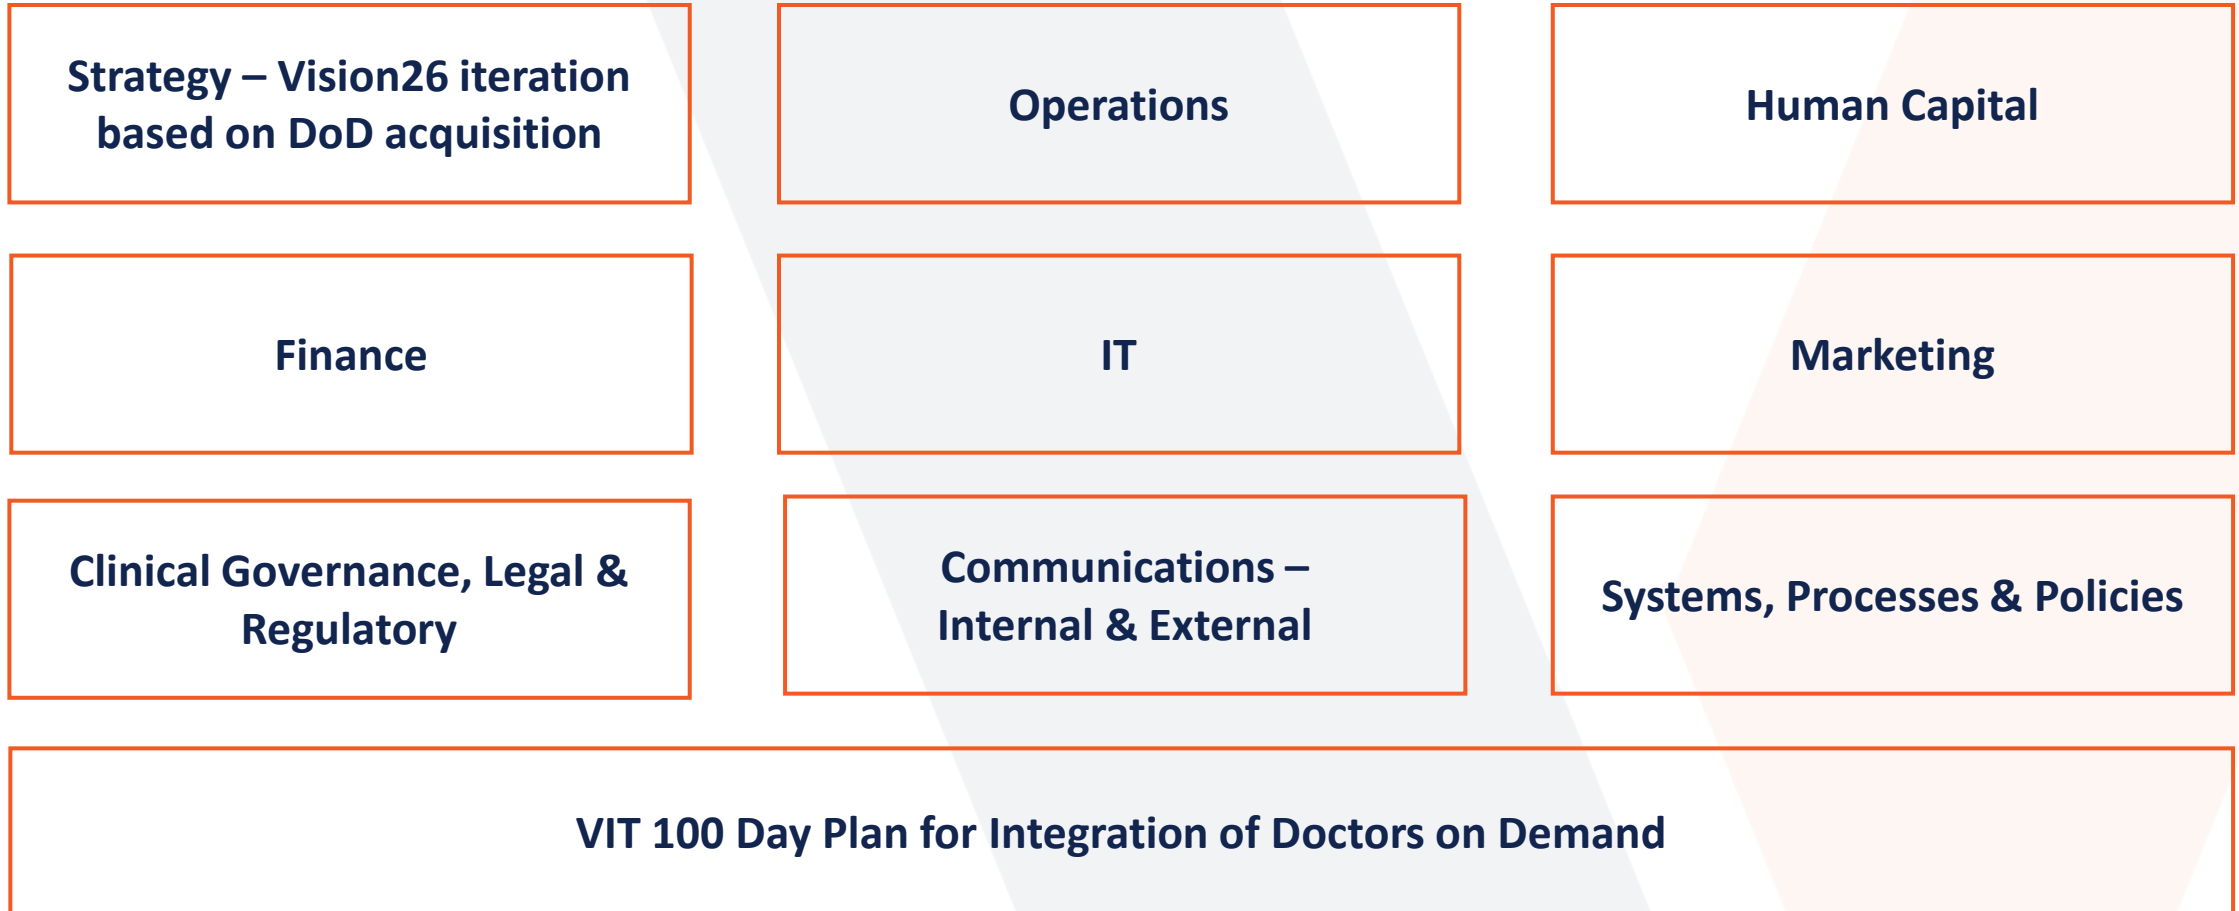 Strategy – Vision26 iteration
based on DoD acquisition
Operations
Human Capital
Finance
IT
Marketing
Clinical Governance, Legal &
Regulatory
Communications –
Internal & External
Systems, Processes & Policies
VIT 100 Day Plan for Integration of Doctors on Demand